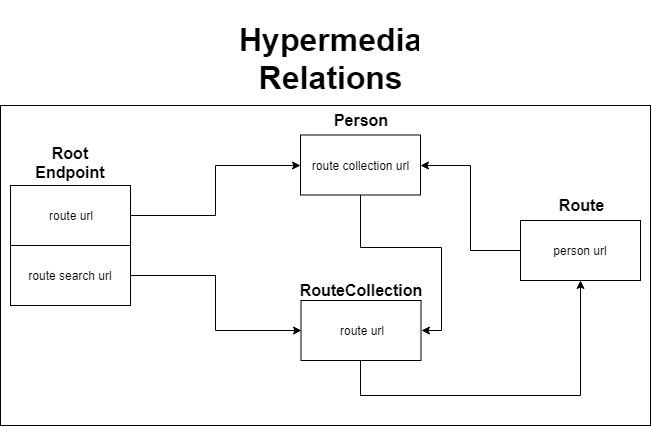 Hypermedia
Relations
Person
route collection url
Root
Endpoint
route url
route search url
Route
person url
RouteCollection
route url